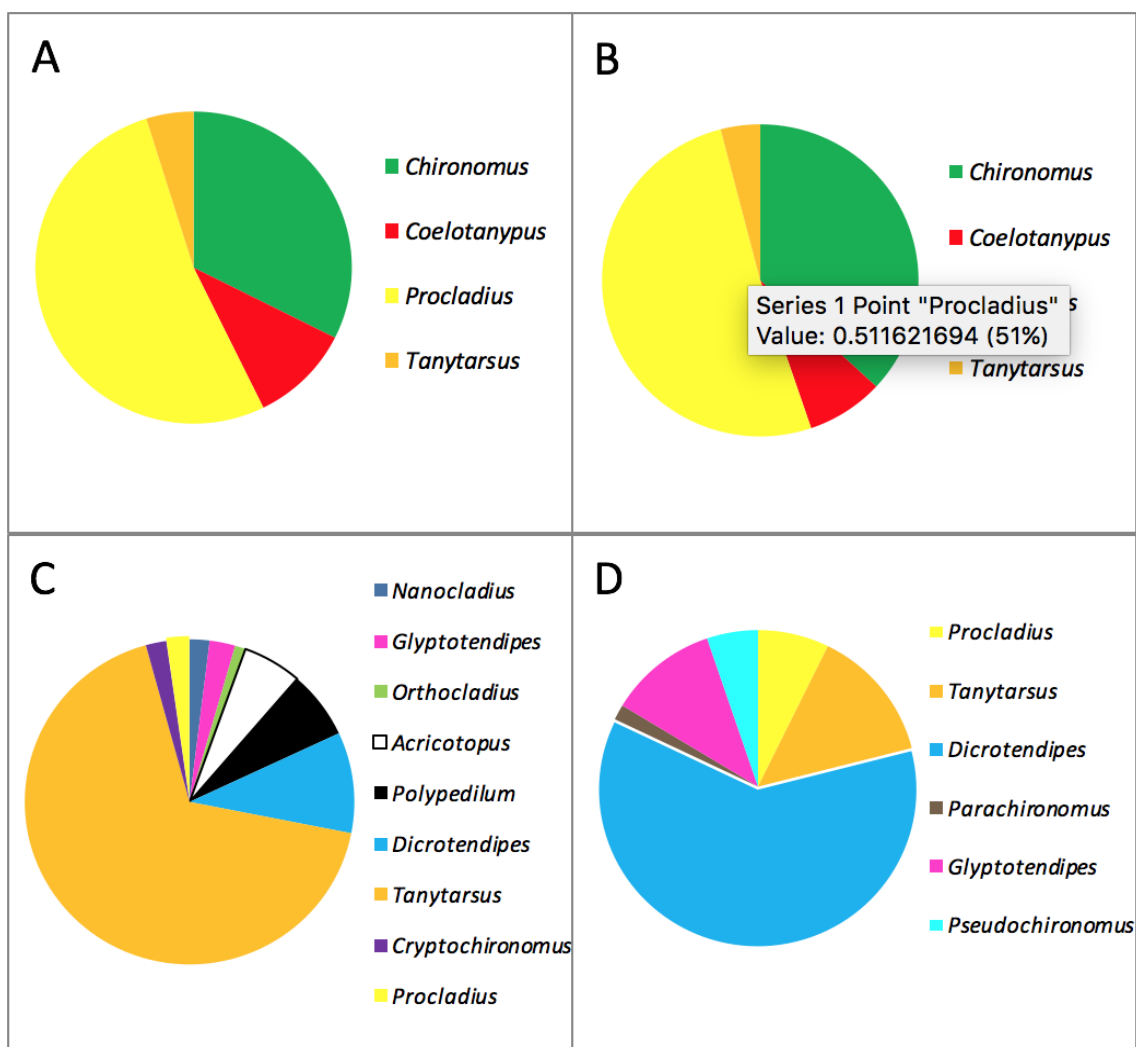 A
Chironomus
Coelotanypus
Procladius
Tanytarsus
B
Chironomus
Coelotanypus
Series 1 Point "Procladius"
Value: 0.511621694 (51%)
s
Tanytarsus
C
Nanocladius
Glyptotendipes
Orthocladius
Acricotopus
Polypedilum
Dicrotendipes
Tanytarsus
Cryptochironomus
Procladius
D
Procladius
Tanytarsus
Dicrotendipes
Parachironomus
Glyptotendipes
Pseudochironomus